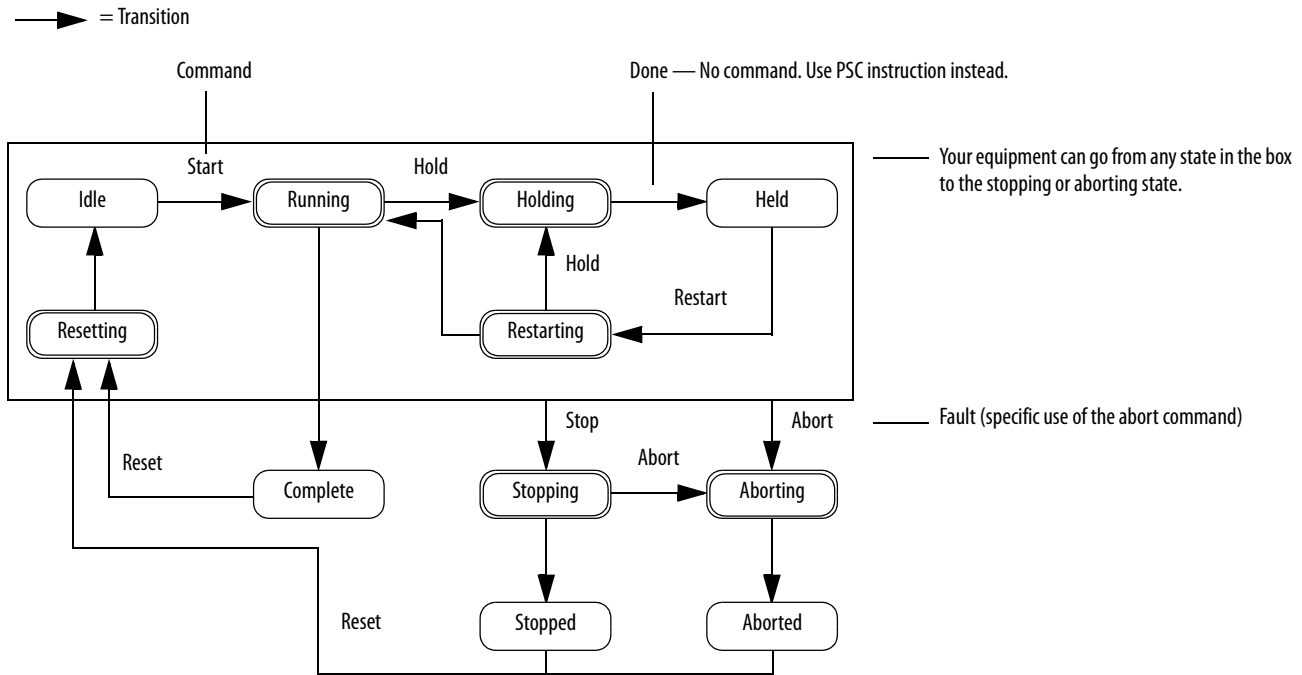 = Transition
Command
Done — No command. Use PSC instruction instead.
Your equipment can go from any state in the box
to the stopping or aborting state.
Start
Hold
Idle
Running
Holding
Held
Hold
Restart
Resetting
Restarting
Stop
Abort
Fault (specific use of the abort command)
Reset
Abort
Complete
Stopping
Aborting
Reset
Stopped
Aborted